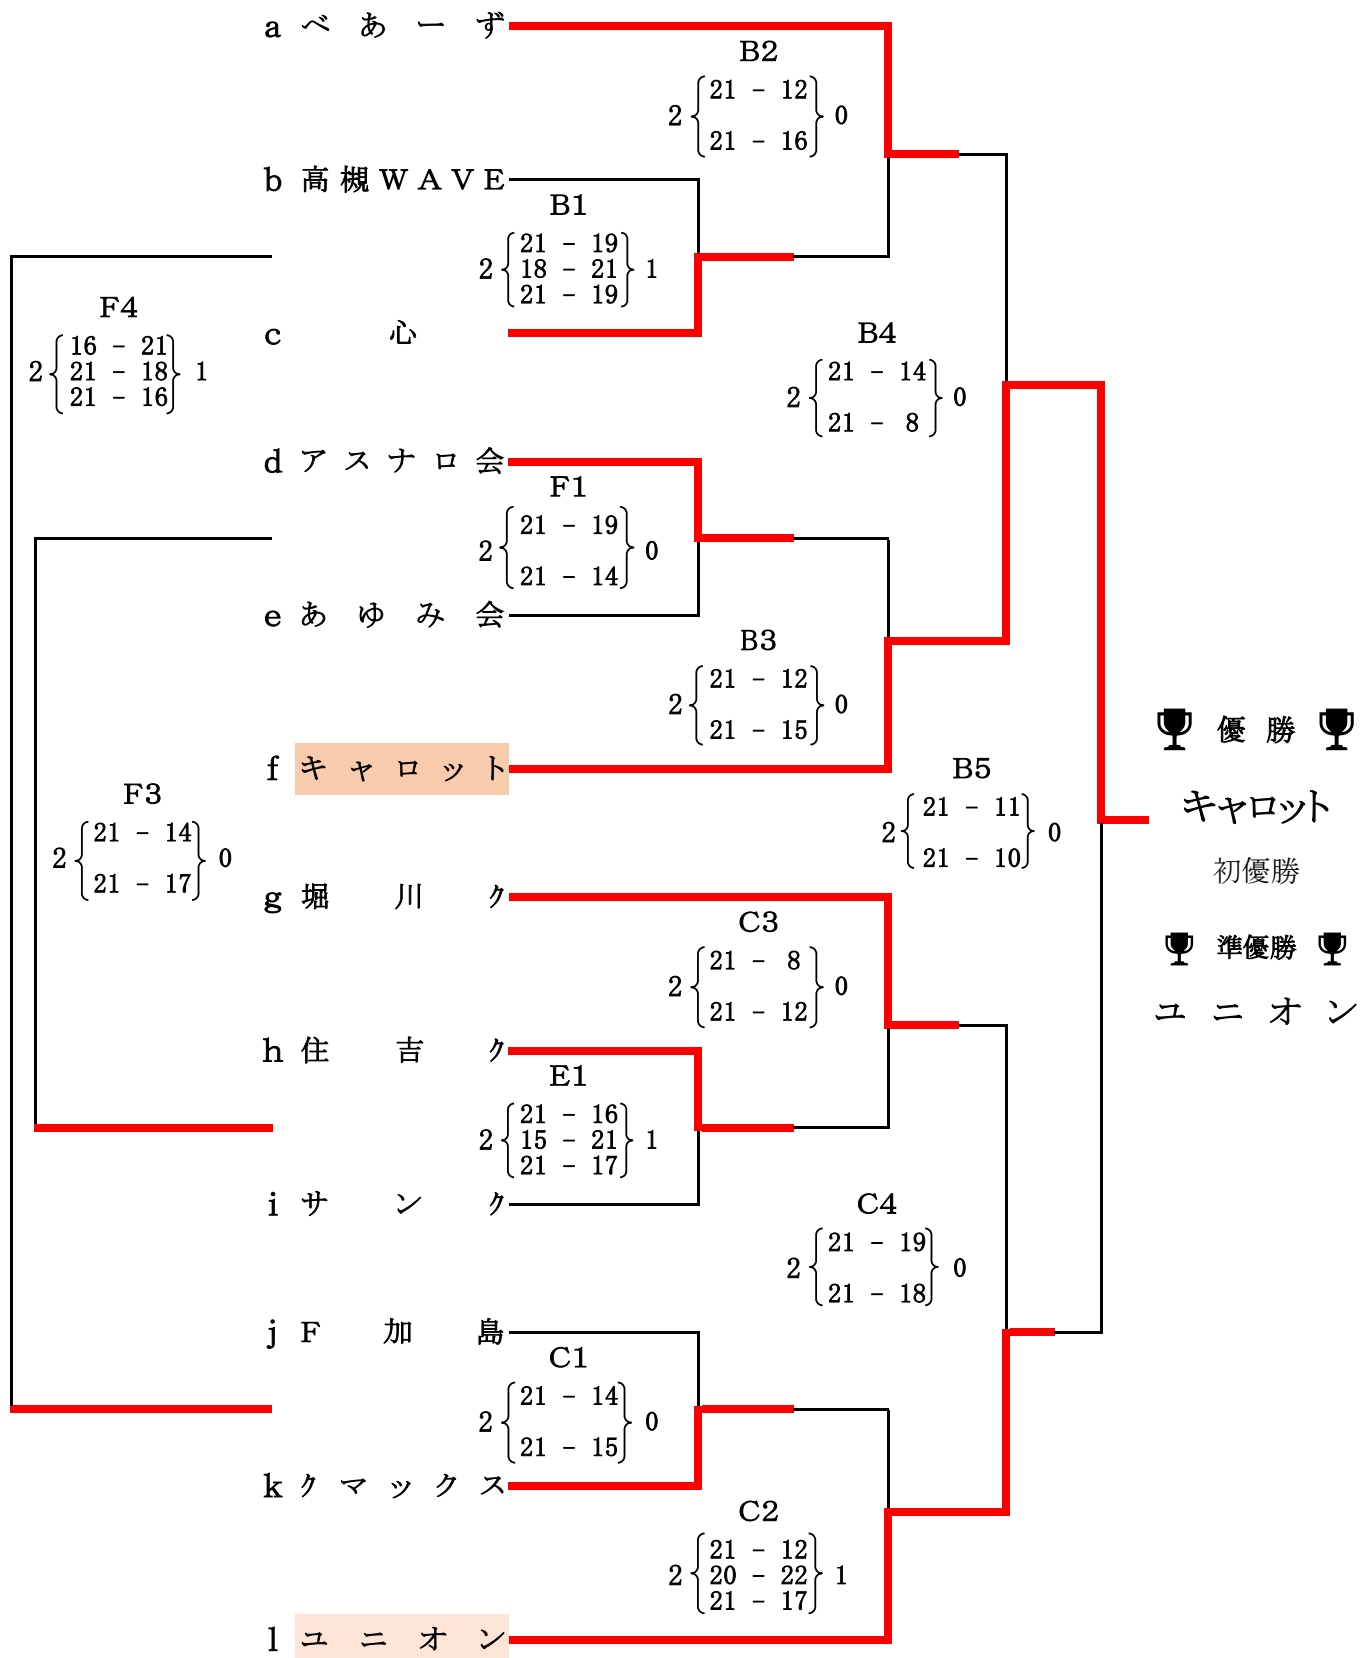 a べあーず
B2
2 21 - 12 0
21 - 16
b 高槻WAVE
B1
21 - 19
2 18 - 21 1
21 - 19
c 心
F4
16 - 21
2 21 - 18 1
21 - 16
B4
2 21 - 14 0
21 - 8
d アスナロ会
F1
2 21 - 19 0
21 - 14
e あゆみ会
B3
2 21 - 12 0
21 - 15
f キャロット
優勝
キャロット
初優勝
準優勝
ユニオン
B5
2 21 - 11 0
21 - 10
F3
2 21 - 14 0
21 - 17
g 堀川ク
C3
2 21 - 8 0
21 - 12
h 住吉ク
E1
21 - 16
2 15 - 21 1
21 - 17
i サンク
C4
2 21 - 19 0
21 - 18
j F加島
C1
2 21 - 14 0
21 - 15
k クマックス
C2
21 - 12
2 20 - 22 1
21 - 17
l ユニオン